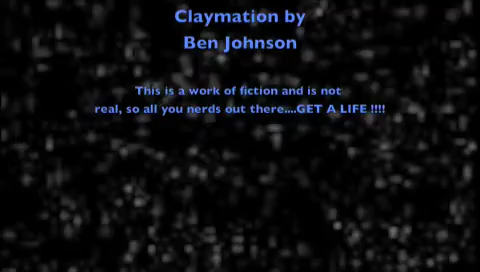 Claymation by
Ben Johnson
This is a work of fiction and is not
real, so all you nerds out there....GET A LIFE !!!!